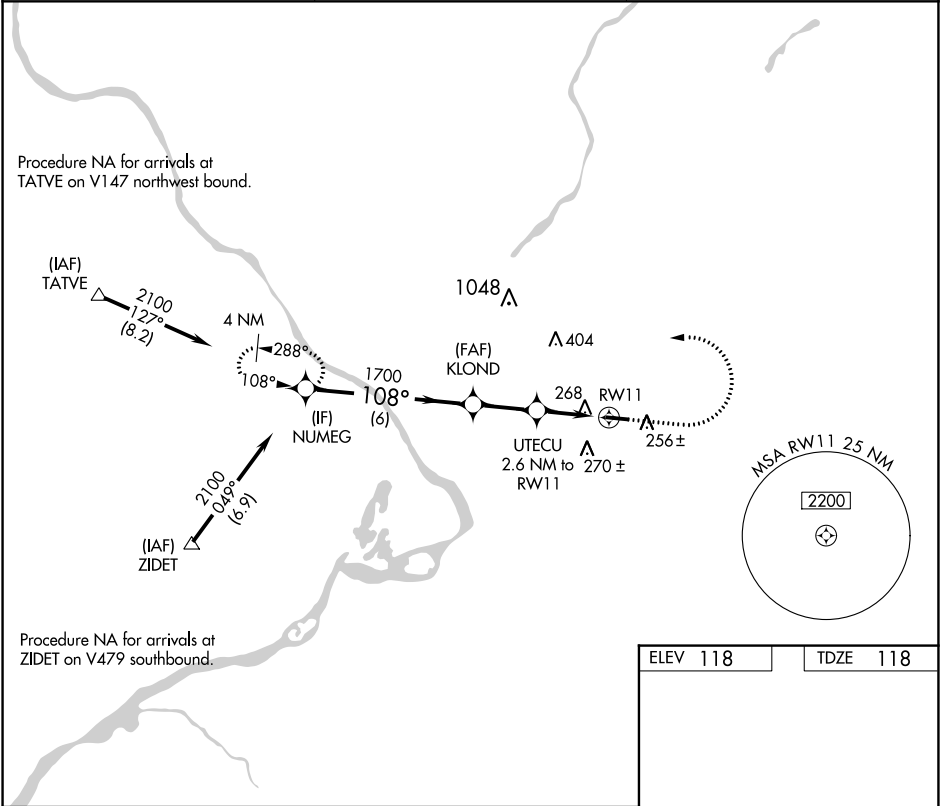 Procedure NA for arrivals at
TATVE on V147 northwest bound.
(IAF)
TATVE
2100
127°
(8.2)
4 NM
288°
108°
(IF)
NUMEG
1700
108°
(6)
1048
404
(FAF)
KLOND
268
RW11
256 ±
UTECU
2.6 NM to
RW11
270 ±
2100
049°
(6.9)
(IAF)
ZIDET
MSA RW11 25 NM
2200
Procedure NA for arrivals at
ZIDET on V479 southbound.
ELEV 118
TDZE 118